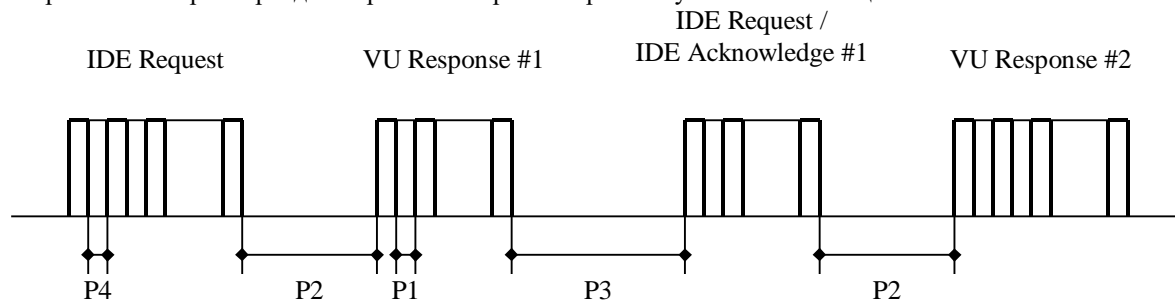 IDE Request /
IDE Request
VU Response #1
IDE Acknowledge #1
VU Response #2
P4
P2
P1
P3
P2